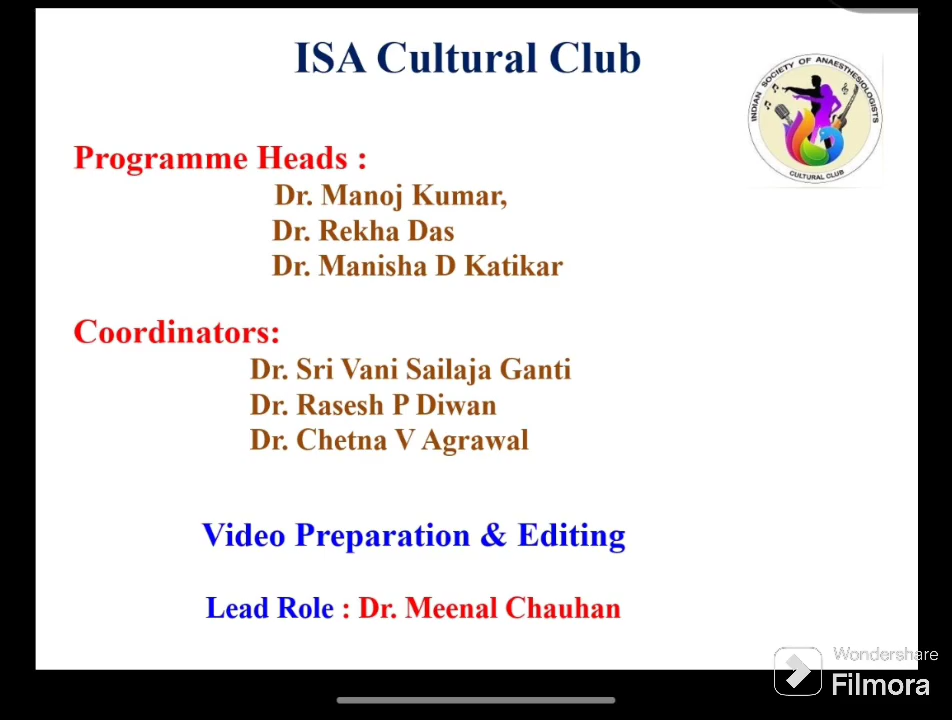 ISA Cultural Club
INDIAN SOCIETY OF ANAESTHESIOLOGISTS
CULTURAL CLUB
Programme Heads :
Dr. Manoj Kumar,
Dr. Rekha Das
Dr. Manisha D Katikar
Coordinators:
Dr. Sri Vani Sailaja Ganti
Dr. Rasesh P Diwan
Dr. Chetna V Agrawal
Video Preparation & Editing
Lead Role : Dr. Meenal Chauhan
Wondershare
Filmora